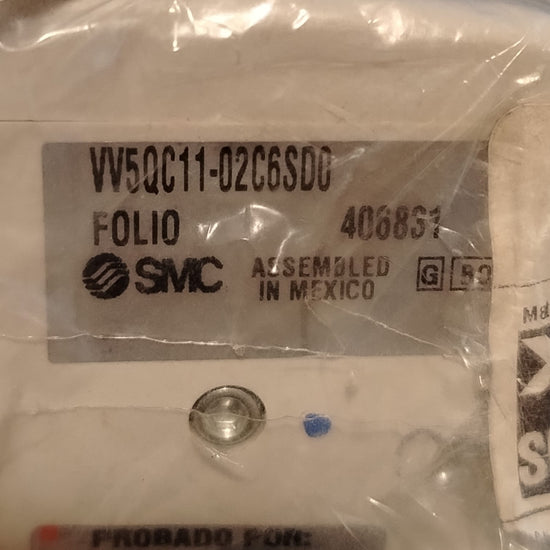 VV5QC11-02C6SD0
FOLIO 406831
SMC ASSEMBLED
IN MEXICO
G
PROBADO POR: